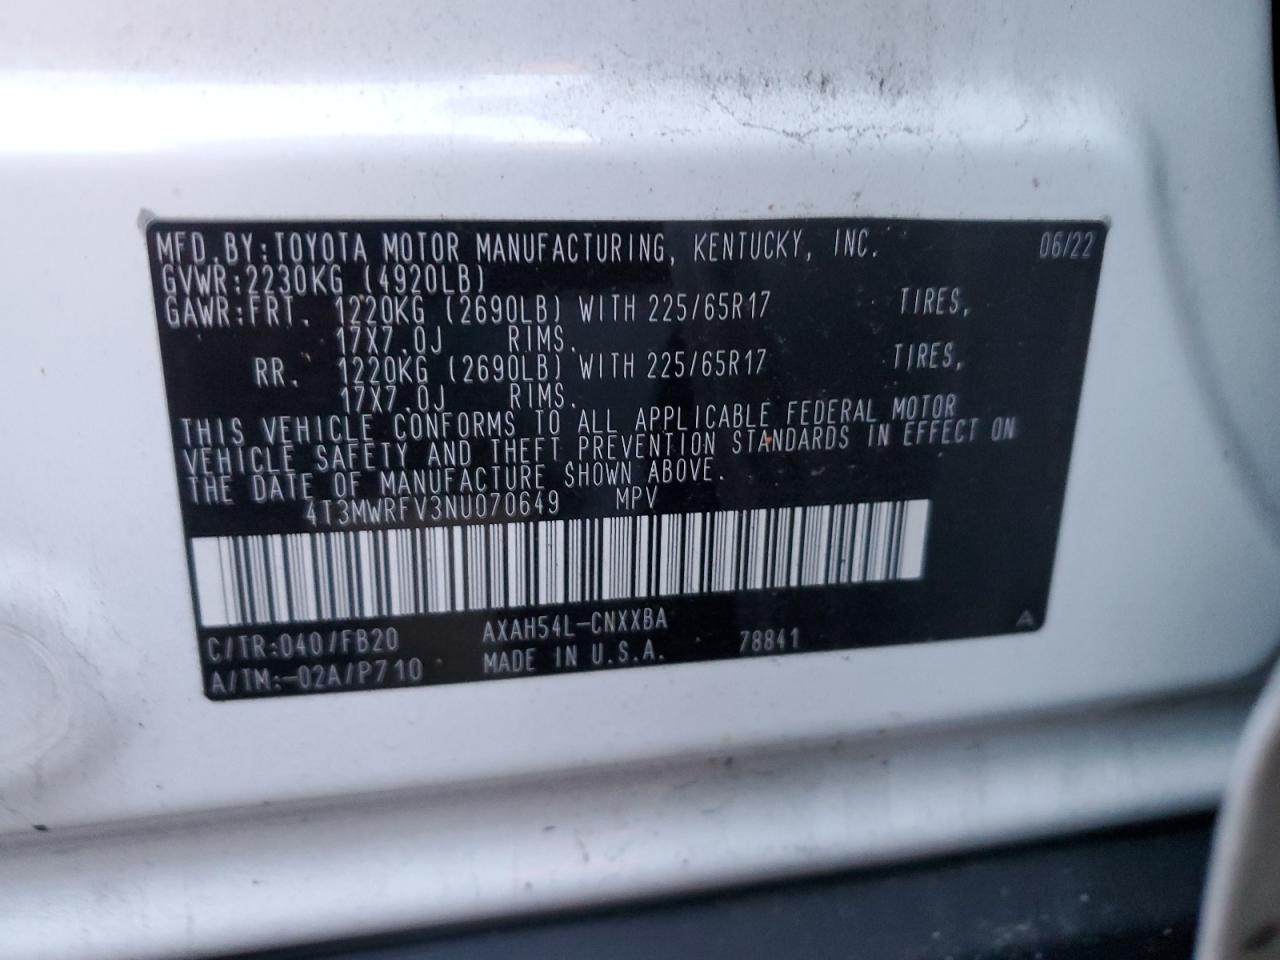 MFD.BY:TOYOTA MOTOR MANUFACTURING, KENTUCKY, INC. 06/22
GVWR:2230KG (4920LB)
GAWR:FRT. 1220KG (2690LB) WITH 225/65R17 TIRES,
17X7.0J RIMS.
RR. 1220KG (2690LB) WITH 225/65R17 TIRES,
17X7.0J RIMS.
THIS VEHICLE CONFORMS TO ALL APPLICABLE FEDERAL MOTOR
VEHICLE SAFETY AND THEFT PREVENTION STANDARDS IN EFFECT ON
THE DATE OF MANUFACTURE SHOWN ABOVE.
4T3MWRFV3NU070649 MPV
C/TR:040/FB20 AXAH54L-CNXXBA
A/TM:-02A/P710 MADE IN U.S.A. 78841 A